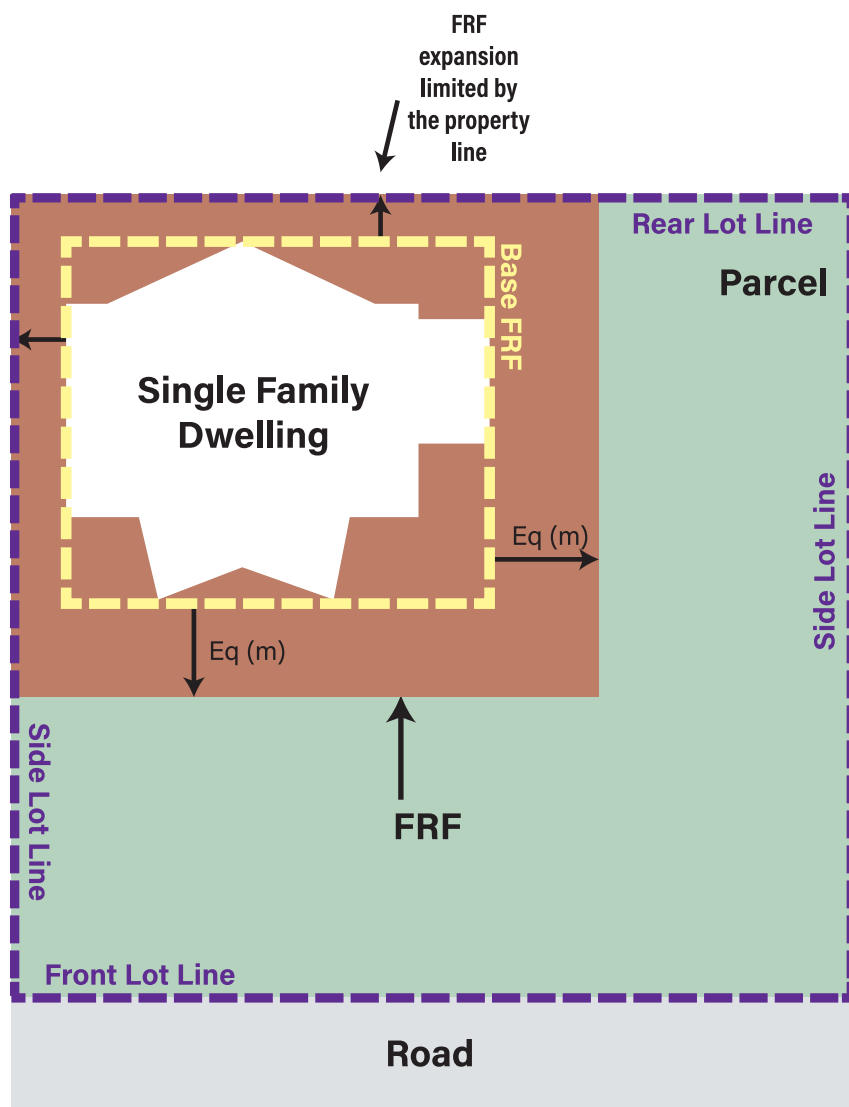 FRF
expansion
limited by
the property
line
Rear Lot Line
Parcel
Base FRF
Single Family
Dwelling
Eq (m)
Side Lot Line
Eq (m)
Side Lot Line
FRF
Front Lot Line
Road